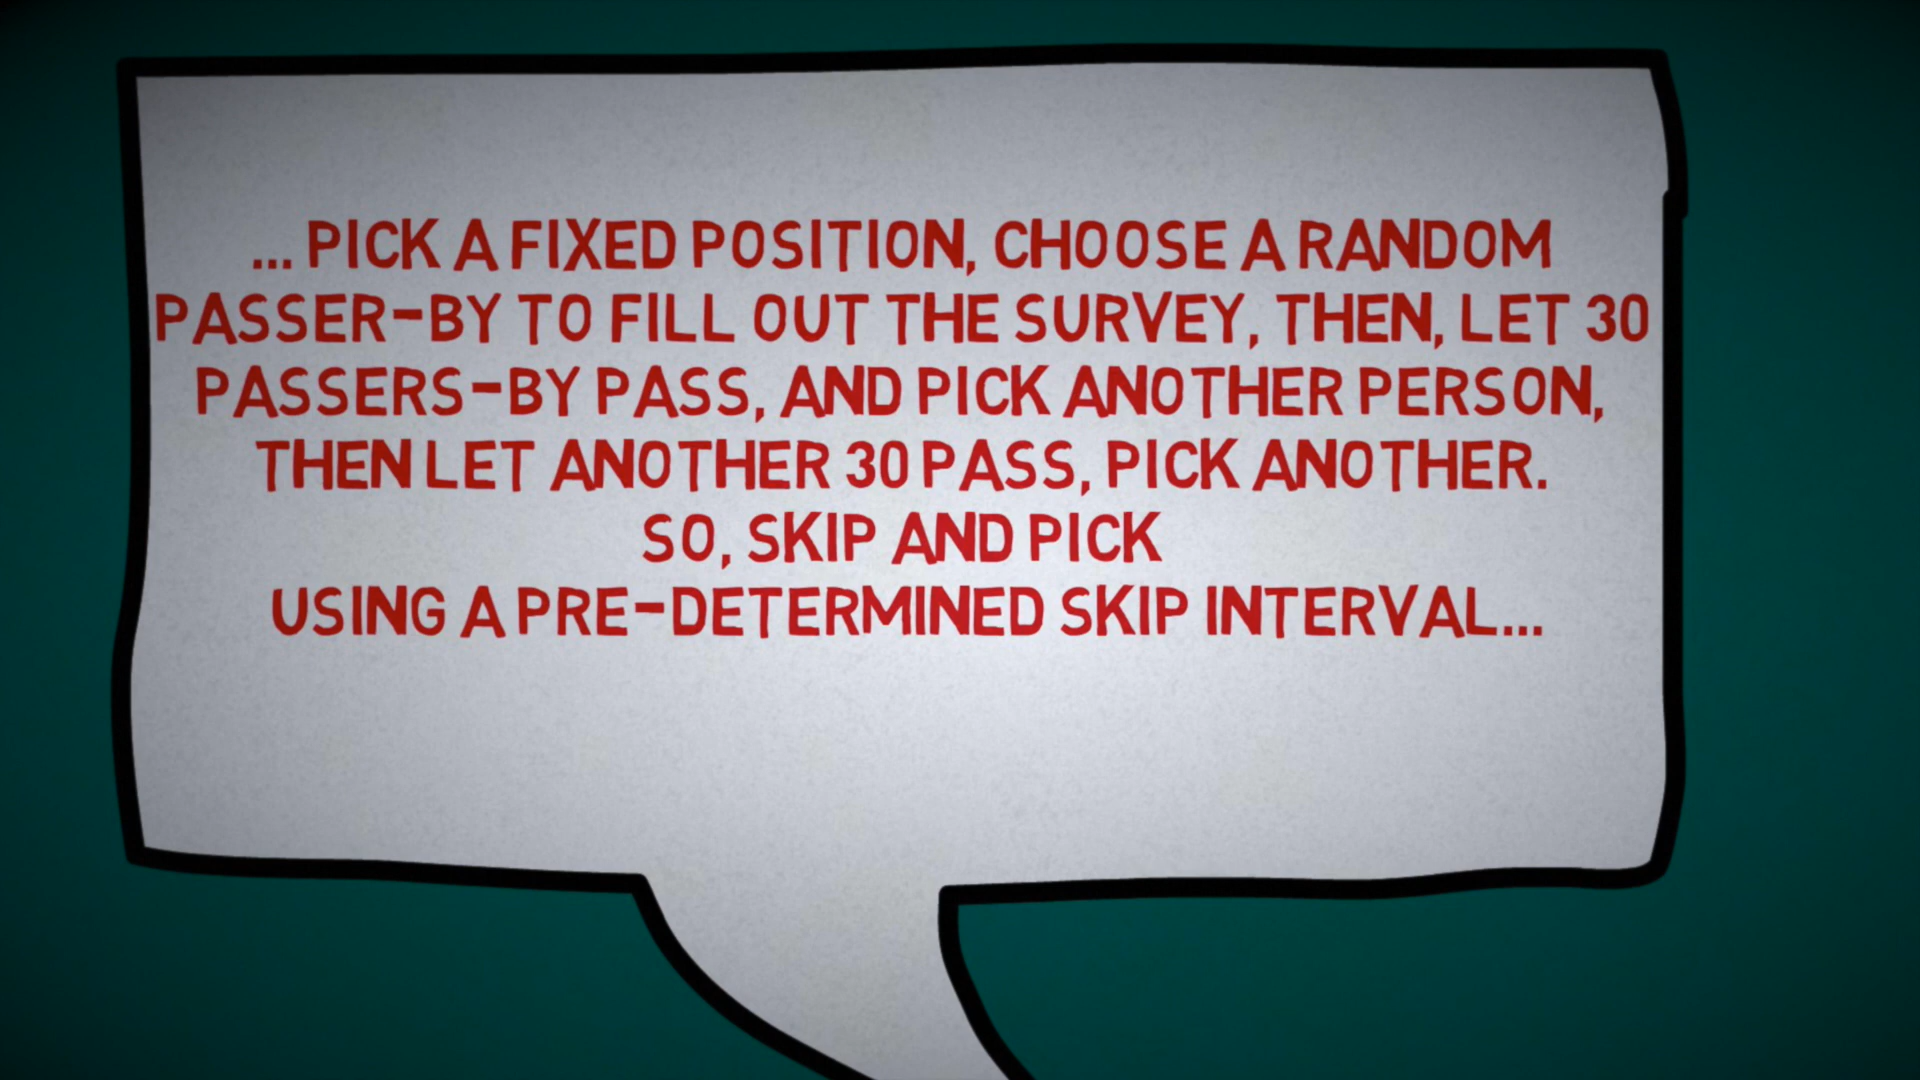 ... PICK A FIXED POSITION, CHOOSE A RANDOM
PASSER-BY TO FILL OUT THE SURVEY, THEN, LET 30
PASSERS-BY PASS, AND PICK ANOTHER PERSON,
THEN LET ANOTHER 30 PASS, PICK ANOTHER.
SO, SKIP AND PICK
USING A PRE-DETERMINED SKIP INTERVAL...